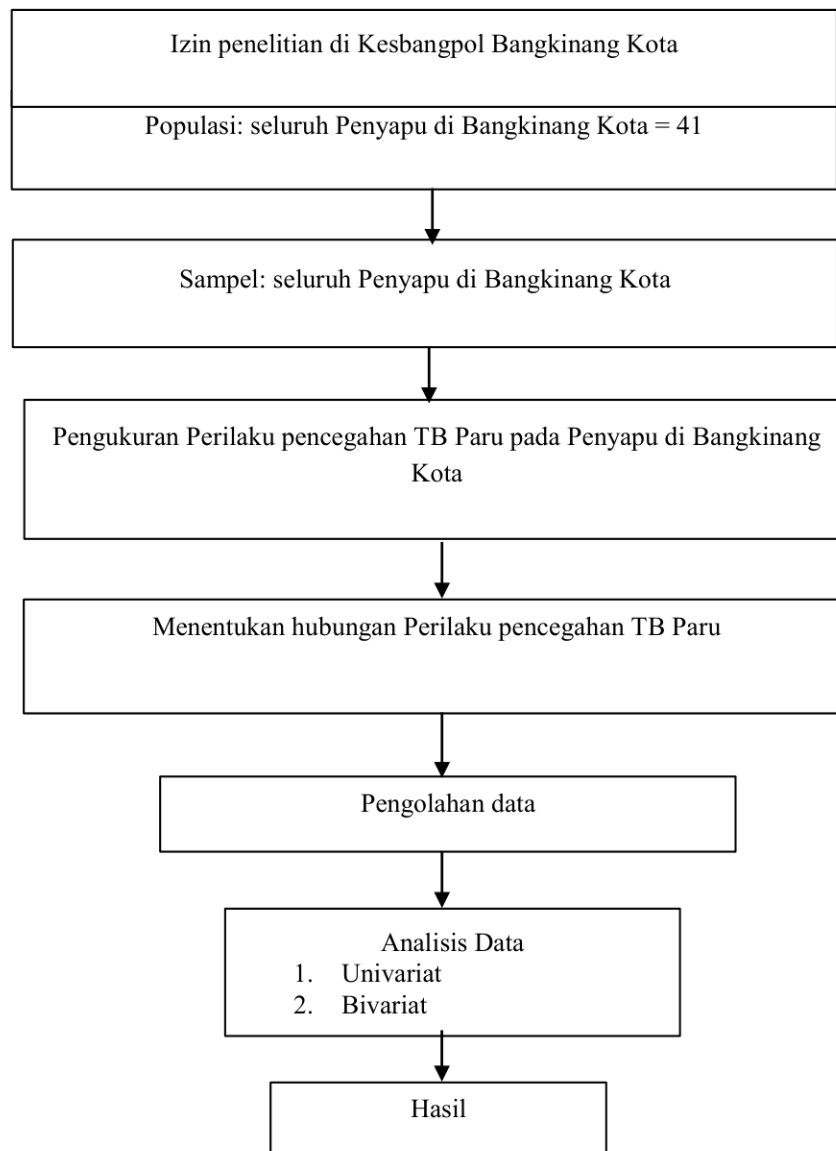 Izin penelitian di Kesbangpol Bangkinang Kota
Populasi: seluruh Penyapu di Bangkinang Kota = 41
Sampel: seluruh Penyapu di Bangkinang Kota
Pengukuran Perilaku pencegahan TB Paru pada Penyapu di Bangkinang
Kota
Menentukan hubungan Perilaku pencegahan TB Paru
Pengolahan data
Analisis Data
1. Univariat
2. Bivariat
Hasil